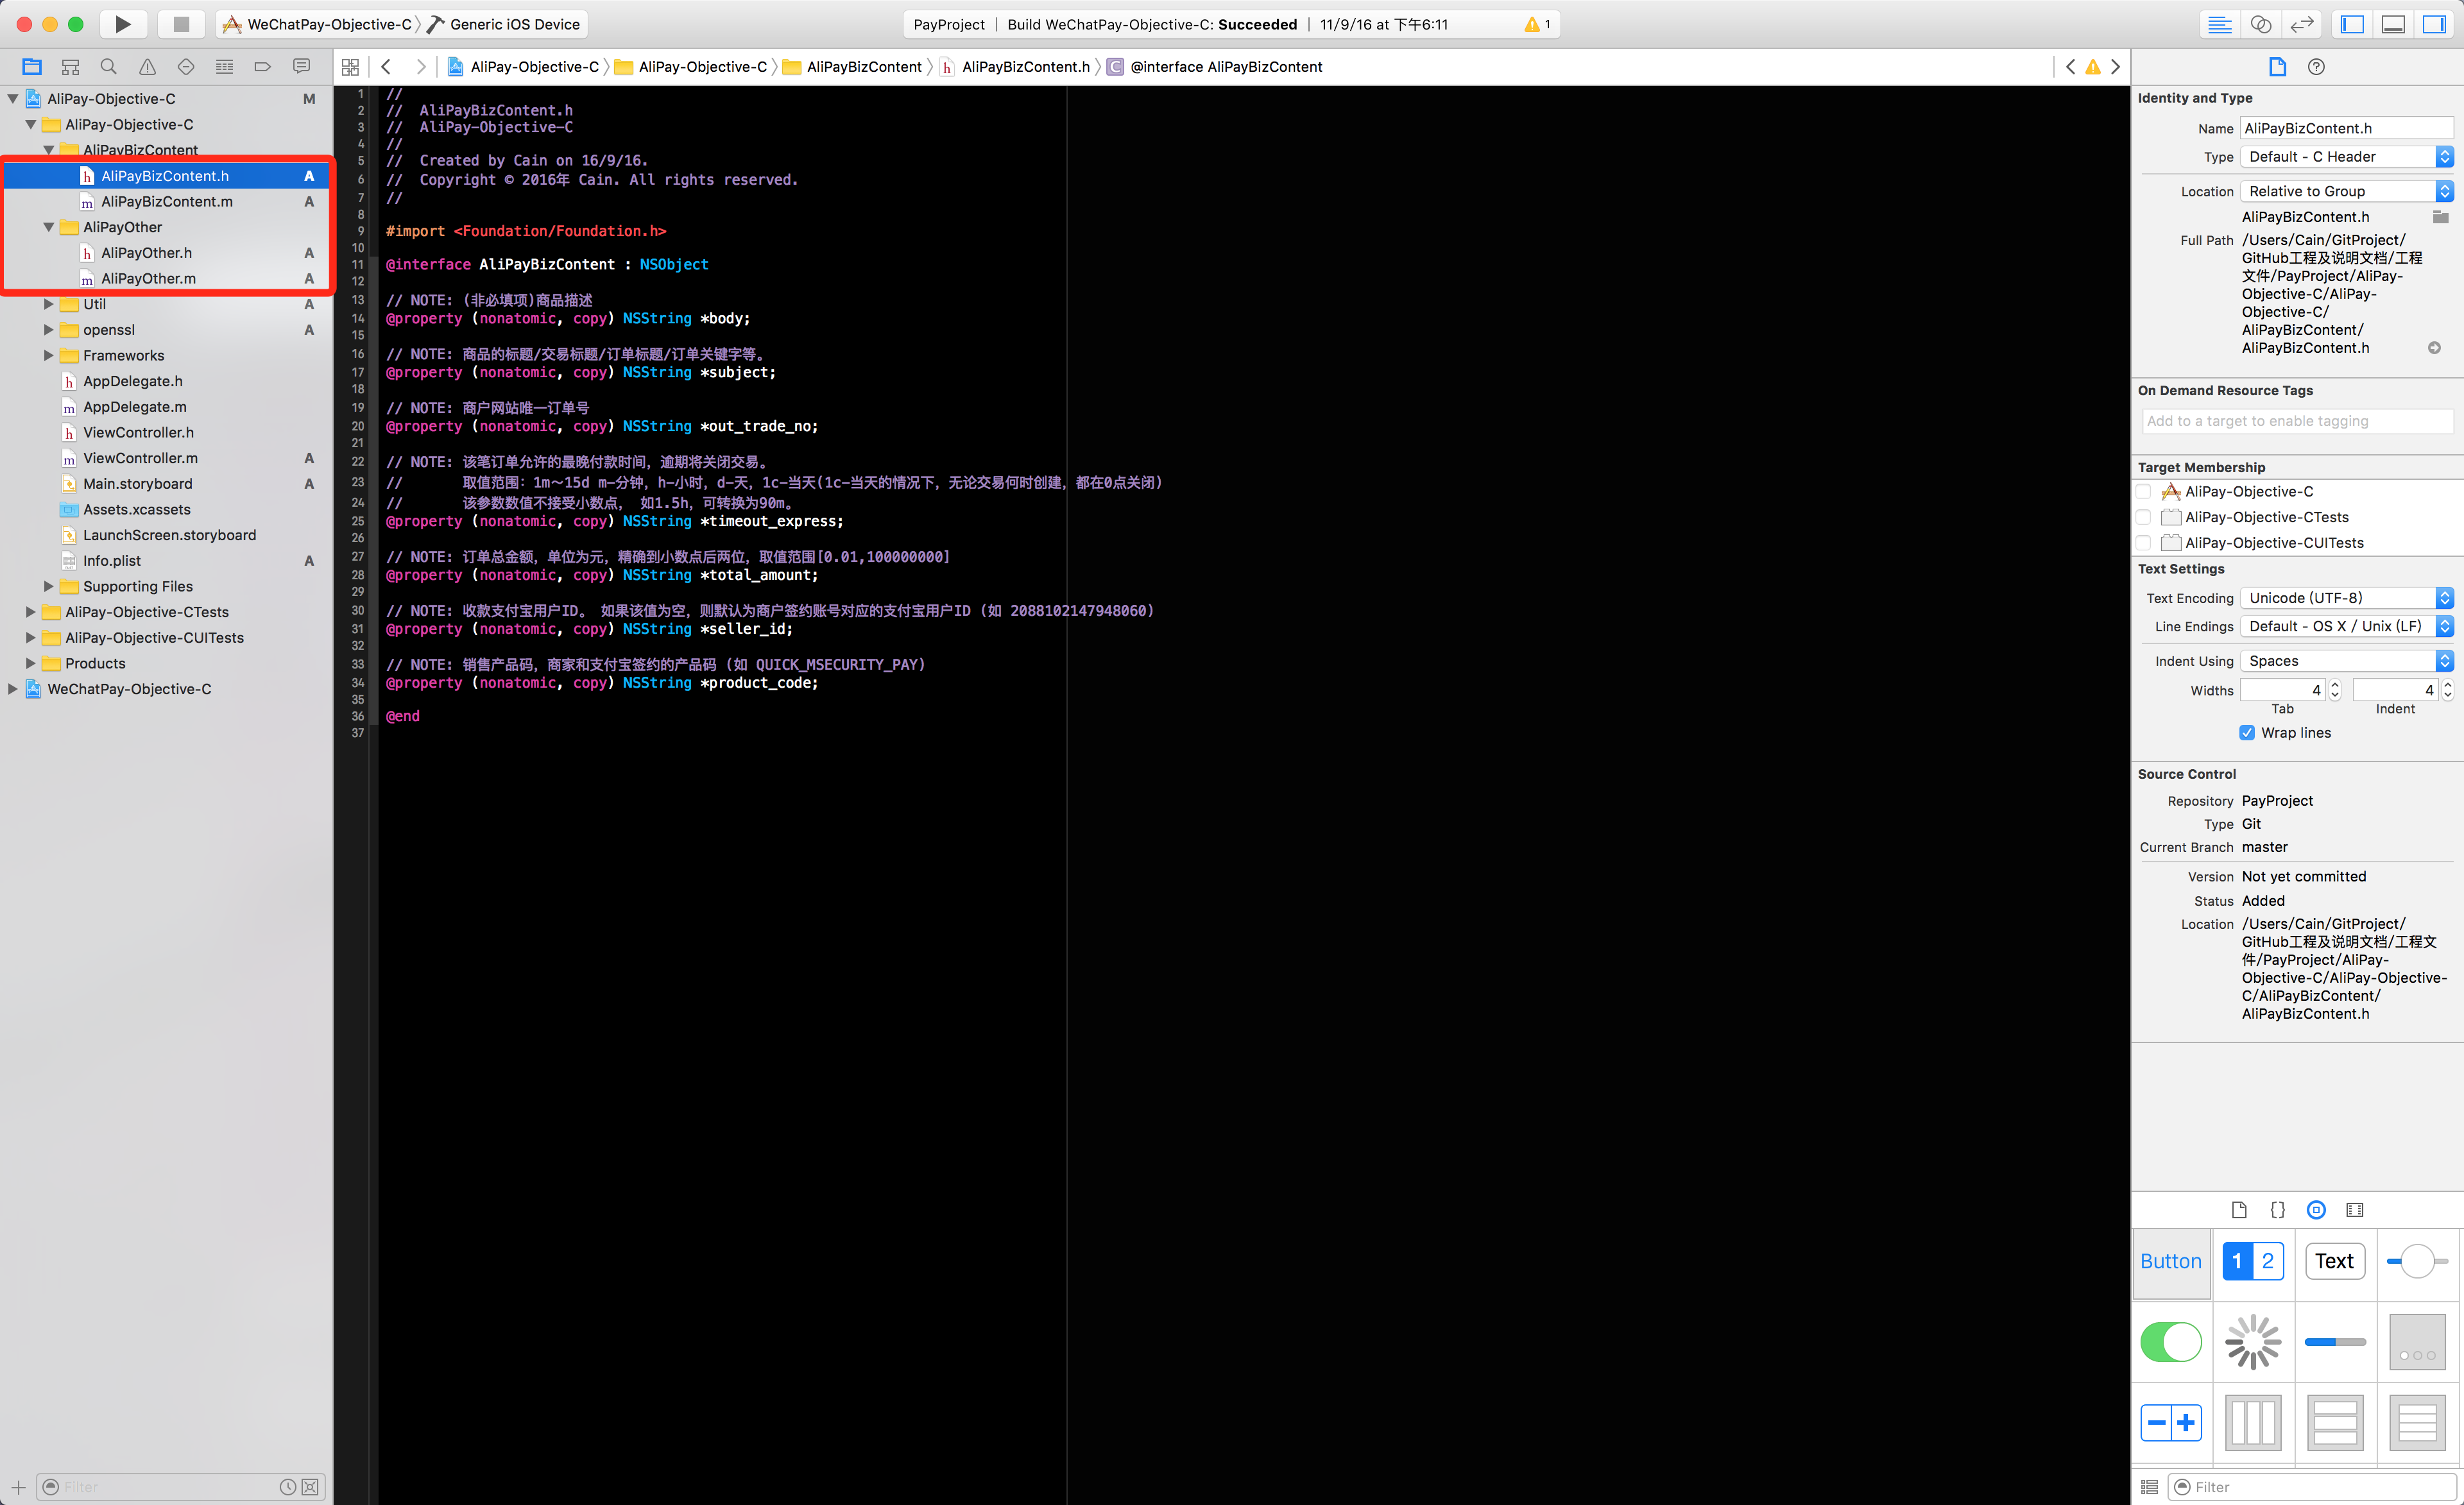 WeChatPay-Objective-C
Generic iOS Device
PayProject | Build WeChatPay-Objective-C: Succeeded | 11/9/16 at 下午6:11
1
AliPay-Objective-C
AliPay-Objective-C
AliPayBizContent
AliPayBizContent.h
@interface AliPayBizContent
AliPay-Objective-C M
AliPay-Objective-C
AliPayBizContent
AliPayBizContent.h A
AliPayBizContent.m A
AliPayOther
AliPayOther.h A
AliPayOther.m A
Util A
openssl A
Frameworks
AppDelegate.h
AppDelegate.m
ViewController.h
ViewController.m A
Main.storyboard A
Assets.xcassets
LaunchScreen.storyboard
Info.plist A
Supporting Files
AliPay-Objective-CTests
AliPay-Objective-CUITests
Products
WeChatPay-Objective-C
Filter
1 //
2 //  AliPayBizContent.h
3 //  AliPay-Objective-C
4 //
5 //  Created by Cain on 16/9/16.
6 //  Copyright © 2016年 Cain. All rights reserved.
7 //
8
9 #import <Foundation/Foundation.h>
10
11 @interface AliPayBizContent : NSObject
12
13 // NOTE: (非必填项)商品描述
14 @property (nonatomic, copy) NSString *body;
15
16 // NOTE: 商品的标题/交易标题/订单标题/订单关键字等。
17 @property (nonatomic, copy) NSString *subject;
18
19 // NOTE: 商户网站唯一订单号
20 @property (nonatomic, copy) NSString *out_trade_no;
21
22 // NOTE: 该笔订单允许的最晚付款时间，逾期将关闭交易。
23 //       取值范围：1m～15d m-分钟，h-小时，d-天，1c-当天(1c-当天的情况下，无论交易何时创建，都在0点关闭)
24 //       该参数数值不接受小数点， 如1.5h，可转换为90m。
25 @property (nonatomic, copy) NSString *timeout_express;
26
27 // NOTE: 订单总金额，单位为元，精确到小数点后两位，取值范围[0.01,100000000]
28 @property (nonatomic, copy) NSString *total_amount;
29
30 // NOTE: 收款支付宝用户ID。 如果该值为空，则默认为商户签约账号对应的支付宝用户ID (如 2088102147948060)
31 @property (nonatomic, copy) NSString *seller_id;
32
33 // NOTE: 销售产品码，商家和支付宝签约的产品码 (如 QUICK_MSECURITY_PAY)
34 @property (nonatomic, copy) NSString *product_code;
35
36 @end
37
Identity and Type
Name AliPayBizContent.h
Type Default - C Header
Location Relative to Group
AliPayBizContent.h
Full Path /Users/Cain/GitProject/
GitHub工程及说明文档/工程
文件/PayProject/AliPay-
Objective-C/AliPay-
Objective-C/
AliPayBizContent/
AliPayBizContent.h
On Demand Resource Tags
Add to a target to enable tagging
Target Membership
AliPay-Objective-C
AliPay-Objective-CTests
AliPay-Objective-CUITests
Text Settings
Text Encoding Unicode (UTF-8)
Line Endings Default - OS X / Unix (LF)
Indent Using Spaces
Widths 4 4
Tab Indent
Wrap lines
Source Control
Repository PayProject
Type Git
Current Branch master
Version Not yet committed
Status Added
Location /Users/Cain/GitProject/
GitHub工程及说明文档/工程文
件/PayProject/AliPay-
Objective-C/AliPay-Objective-
C/AliPayBizContent/
AliPayBizContent.h
Button 1 2 Text
Filter